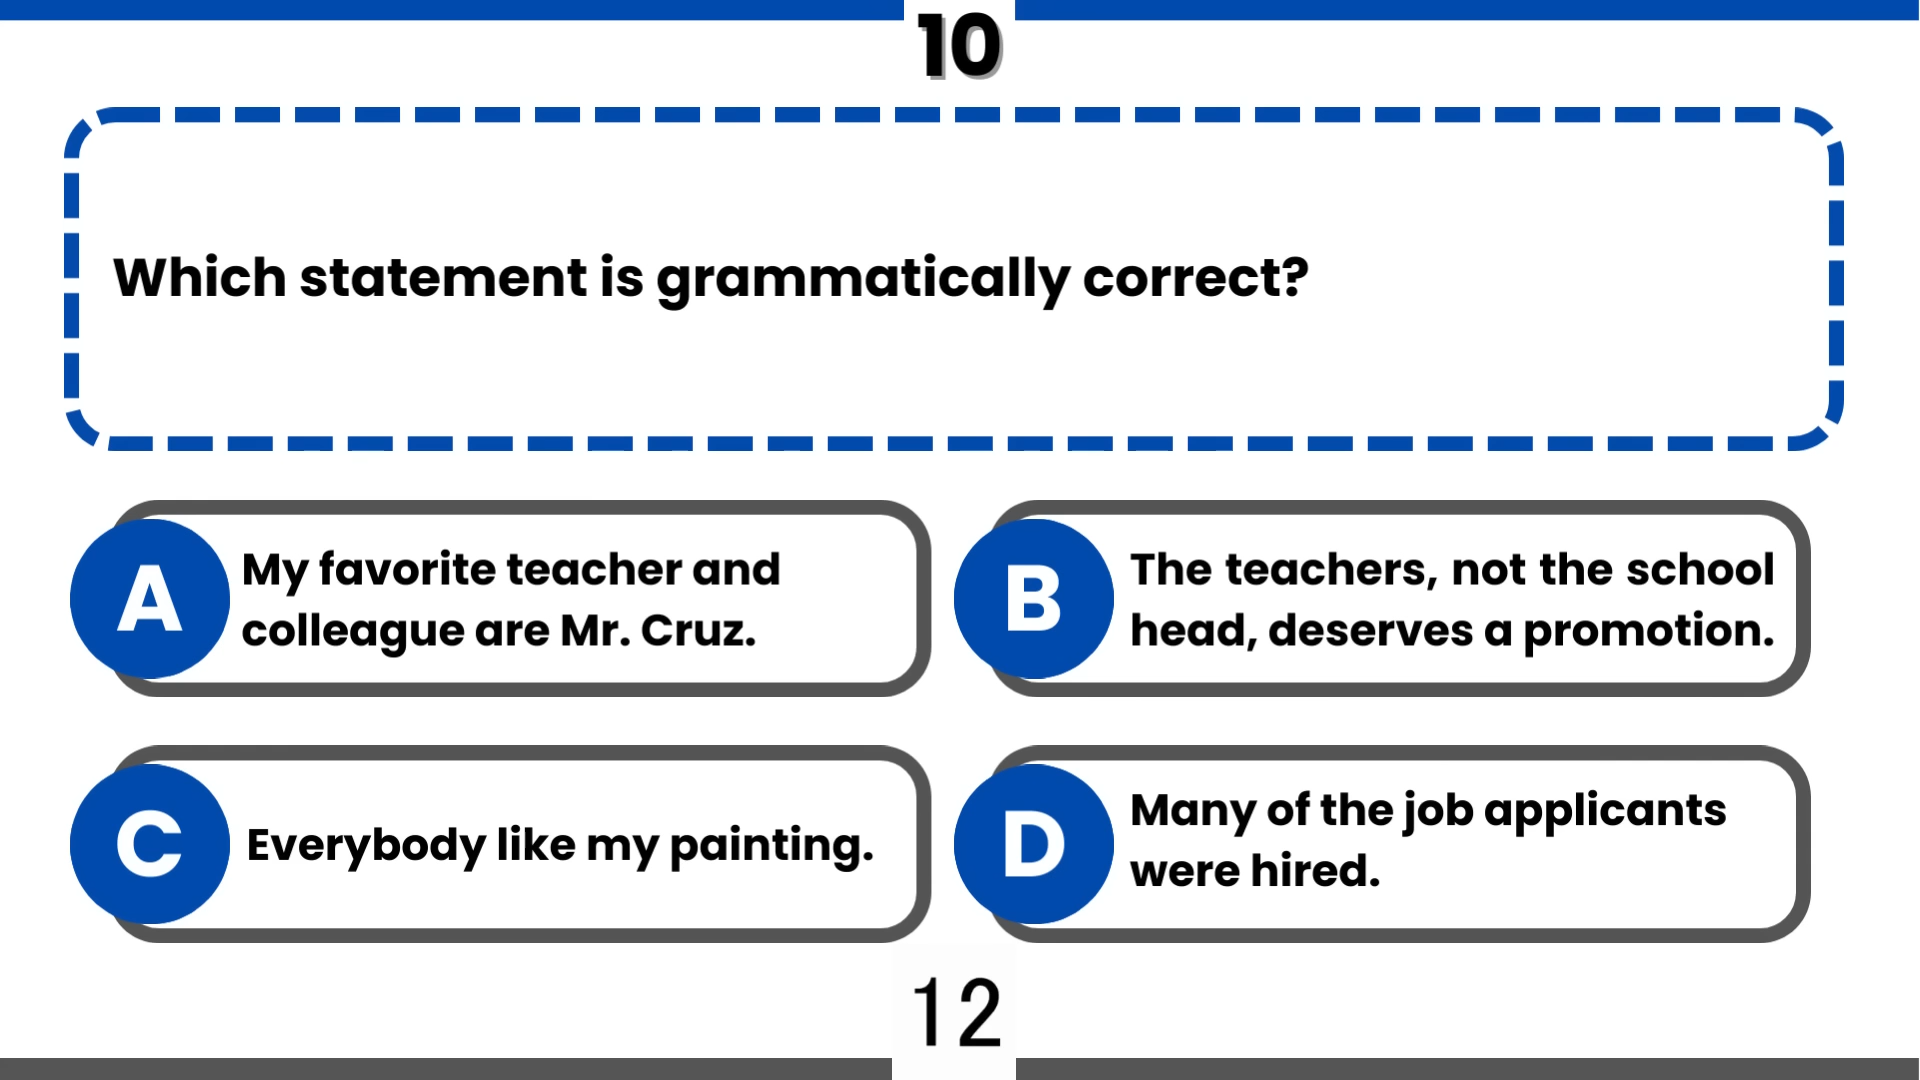 10
Which statement is grammatically correct?
A
My favorite teacher and
colleague are Mr. Cruz.
B
The teachers, not the school
head, deserves a promotion.
C
Everybody like my painting.
D
Many of the job applicants
were hired.
12